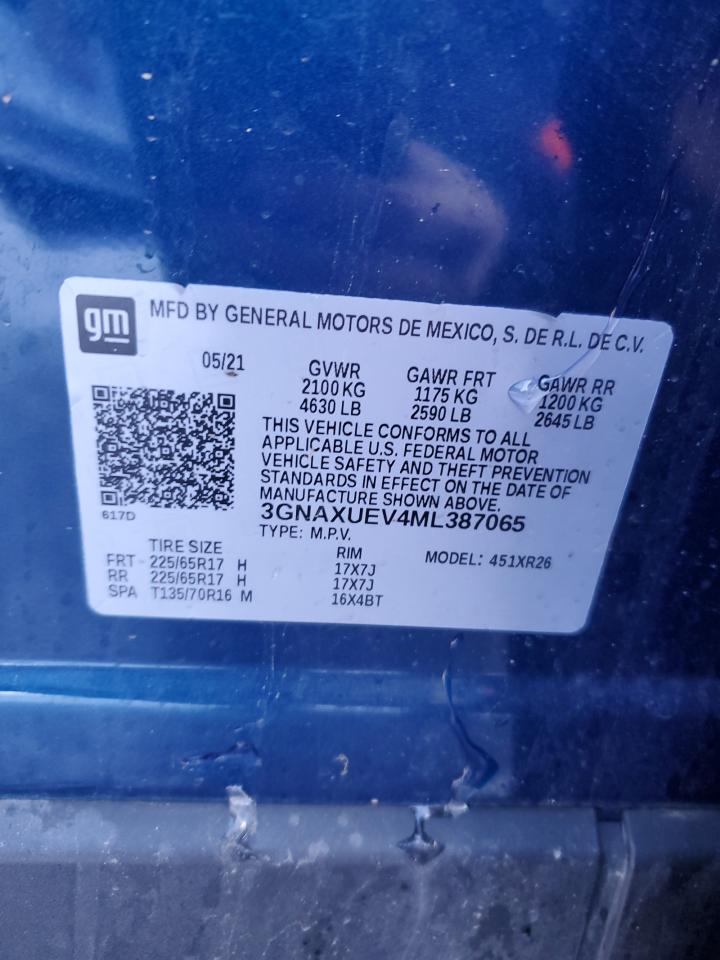 gm
MFD BY GENERAL MOTORS DE MEXICO, S. DE R.L. DE C.V.
05/21 GVWR GAWR FRT GAWR RR
2100 KG 1175 KG 1200 KG
4630 LB 2590 LB 2645 LB
THIS VEHICLE CONFORMS TO ALL
APPLICABLE U.S. FEDERAL MOTOR
VEHICLE SAFETY AND THEFT PREVENTION
STANDARDS IN EFFECT ON THE DATE OF
MANUFACTURE SHOWN ABOVE.
617D
3GNAXUEV4ML387065
TYPE: M.P.V.
TIRE SIZE RIM MODEL: 451XR26
FRT 225/65R17 H 17X7J
RR 225/65R17 H 17X7J
SPA T135/70R16 M 16X4BT